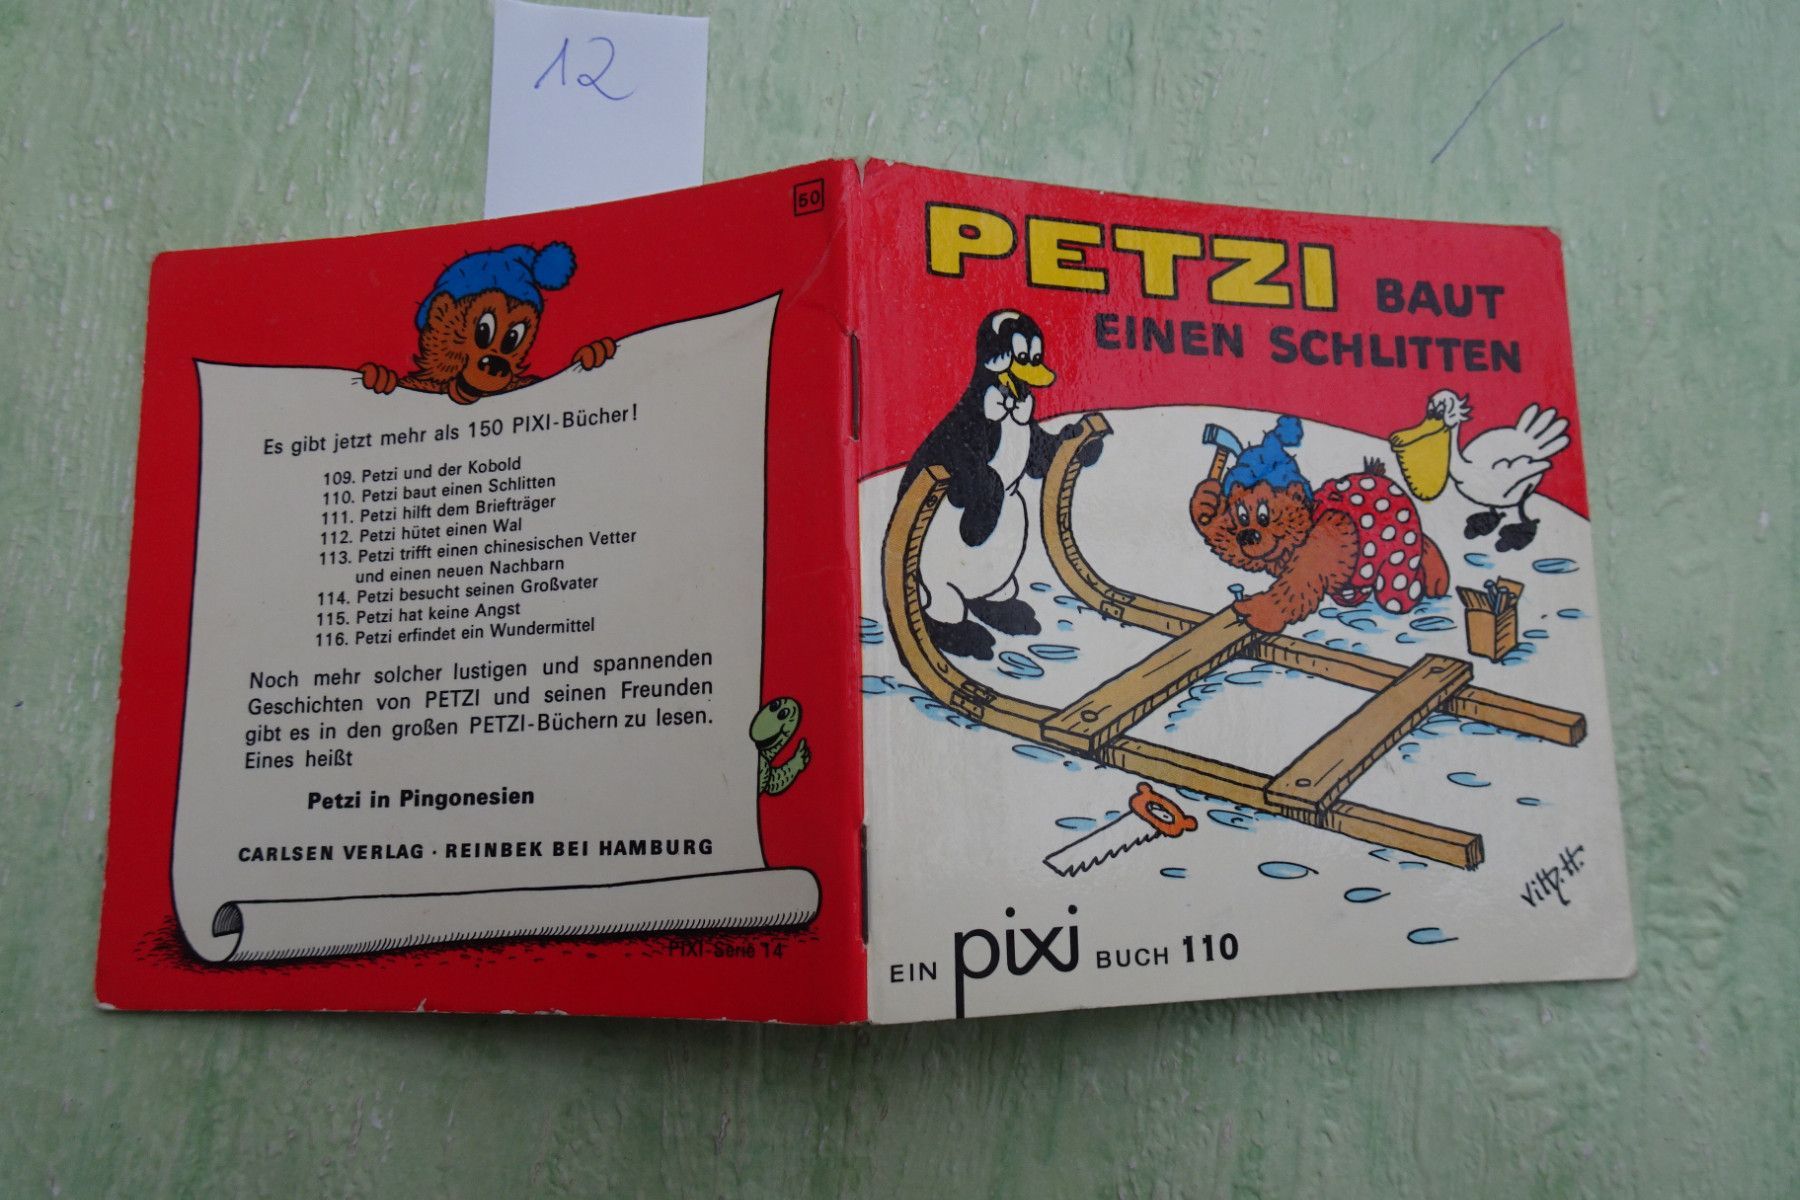 12
50
Es gibt jetzt mehr als 150 PIXI-Bücher!
109. Petzi und der Kobold
110. Petzi baut einen Schlitten
111. Petzi hilft dem Briefträger
112. Petzi hütet einen Wal
113. Petzi trifft einen chinesischen Vetter
und einen neuen Nachbarn
114. Petzi besucht seinen Großvater
115. Petzi hat keine Angst
116. Petzi erfindet ein Wundermittel
Noch mehr solcher lustigen und spannenden
Geschichten von PETZI und seinen Freunden
gibt es in den großen PETZI-Büchern zu lesen.
Eines heißt
Petzi in Pingonesien
CARLSEN VERLAG · REINBEK BEI HAMBURG
PIXI-Serie 14
PETZI BAUT
EINEN SCHLITTEN
EIN pixi BUCH 110